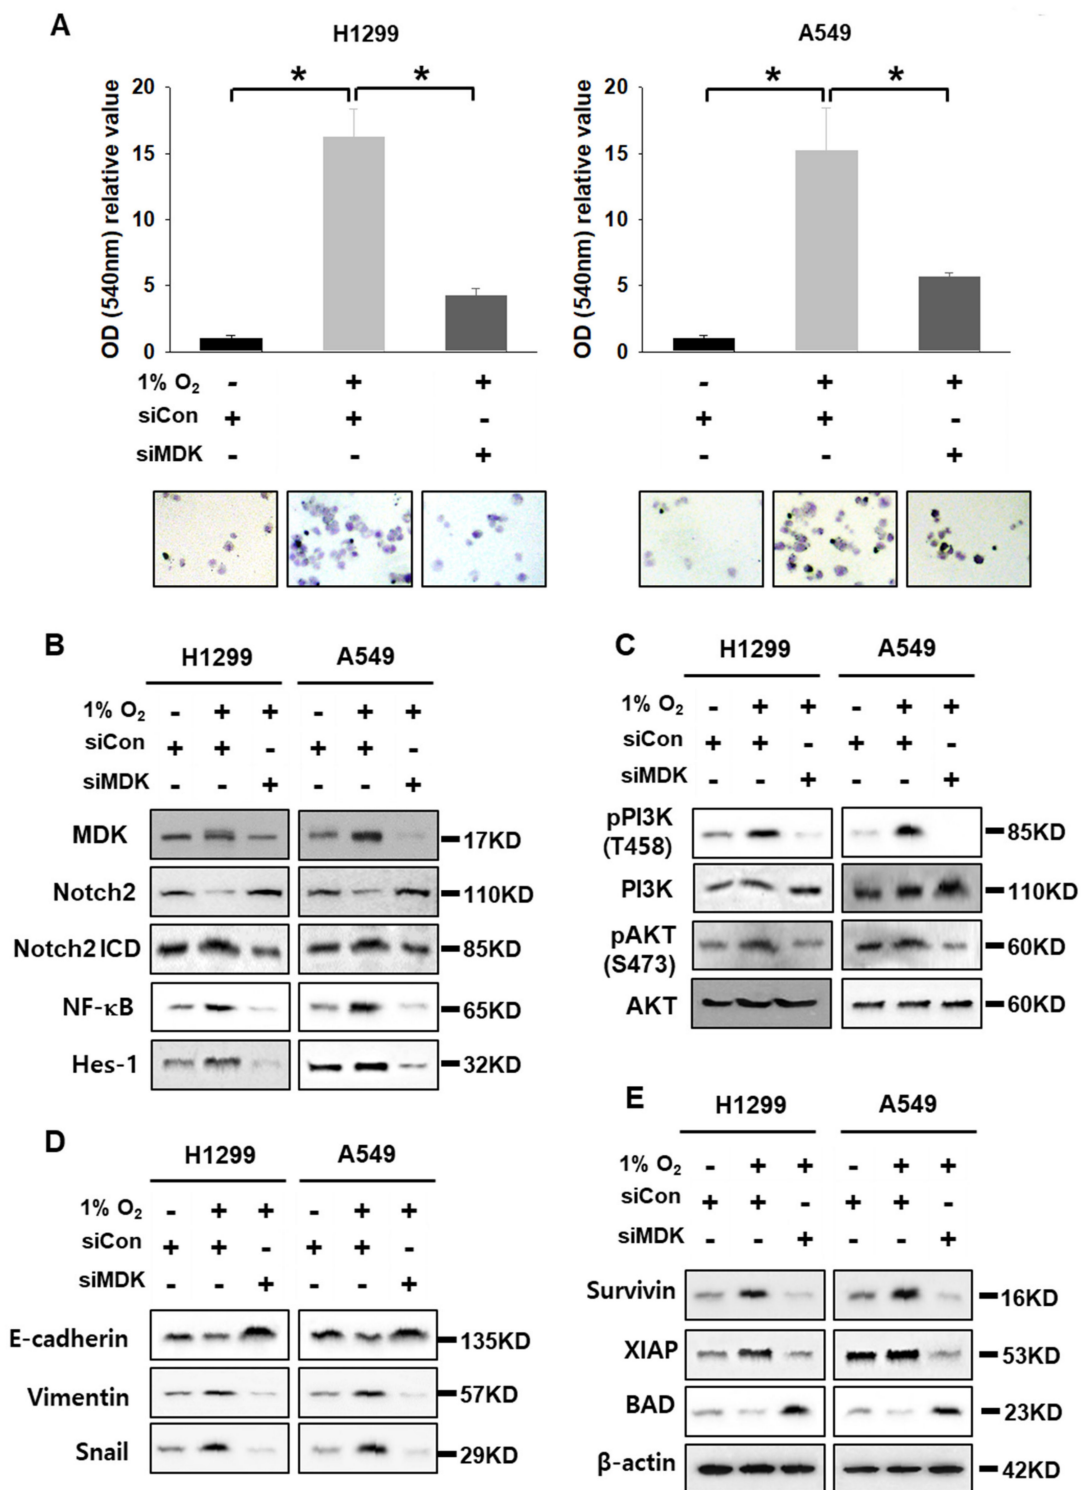 A
H1299
A549
* *
* *
OD (540nm) relative value
20
15
10
5
0
OD (540nm) relative value
20
15
10
5
0
1% O₂ - + + - + +
siCon + + - + + -
siMDK - - + - - +
B
H1299 A549
1% O₂ - + + - + +
siCon + + - + + -
siMDK - - + - - +
MDK 17KD
Notch2 110KD
Notch2 ICD 85KD
NF-κB 65KD
Hes-1 32KD
C
H1299 A549
1% O₂ - + + - + +
siCon + + - + + -
siMDK - - + - - +
pPI3K
(T458) 85KD
PI3K 110KD
pAKT
(S473) 60KD
AKT 60KD
D
H1299 A549
1% O₂ - + + - + +
siCon + + - + + -
siMDK - - + - - +
E-cadherin 135KD
Vimentin 57KD
Snail 29KD
E
H1299 A549
1% O₂ - + + - + +
siCon + + - + + -
siMDK - - + - - +
Survivin 16KD
XIAP 53KD
BAD 23KD
β-actin 42KD